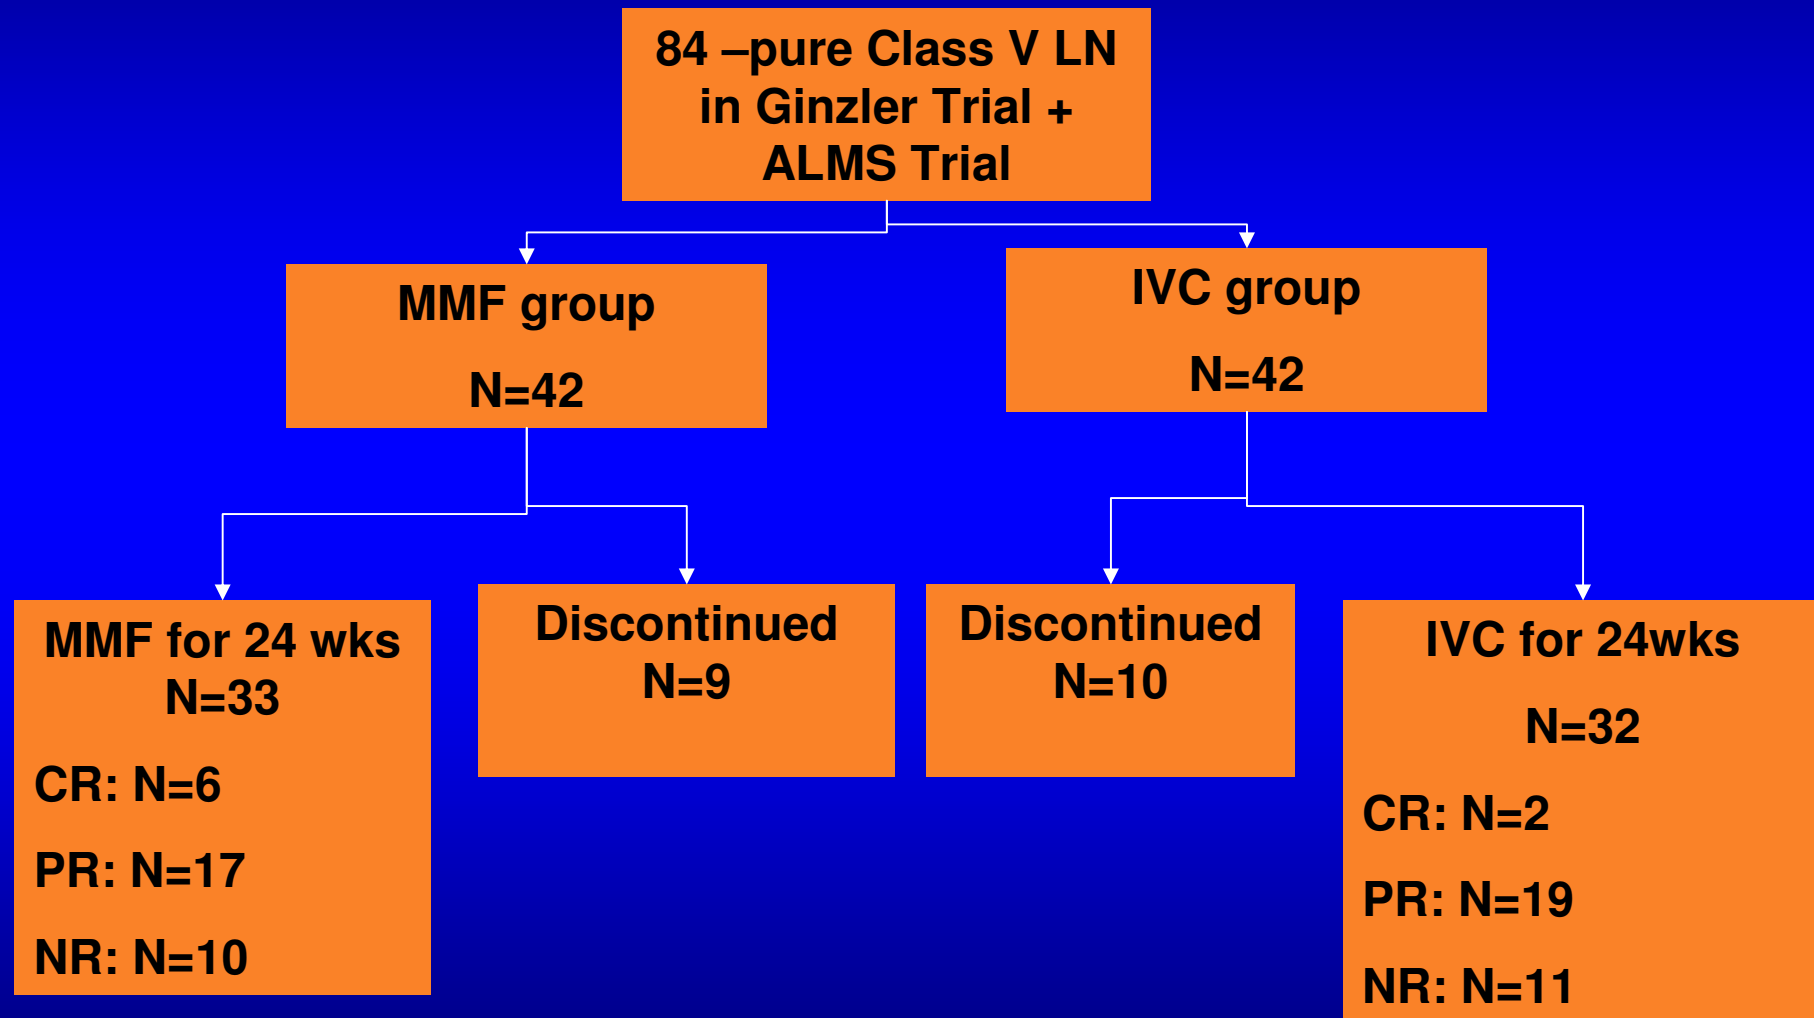 84 –pure Class V LN
in Ginzler Trial +
ALMS Trial
MMF group
N=42
IVC group
N=42
MMF for 24 wks
N=33
CR: N=6
PR: N=17
NR: N=10
Discontinued
N=9
Discontinued
N=10
IVC for 24wks
N=32
CR: N=2
PR: N=19
NR: N=11